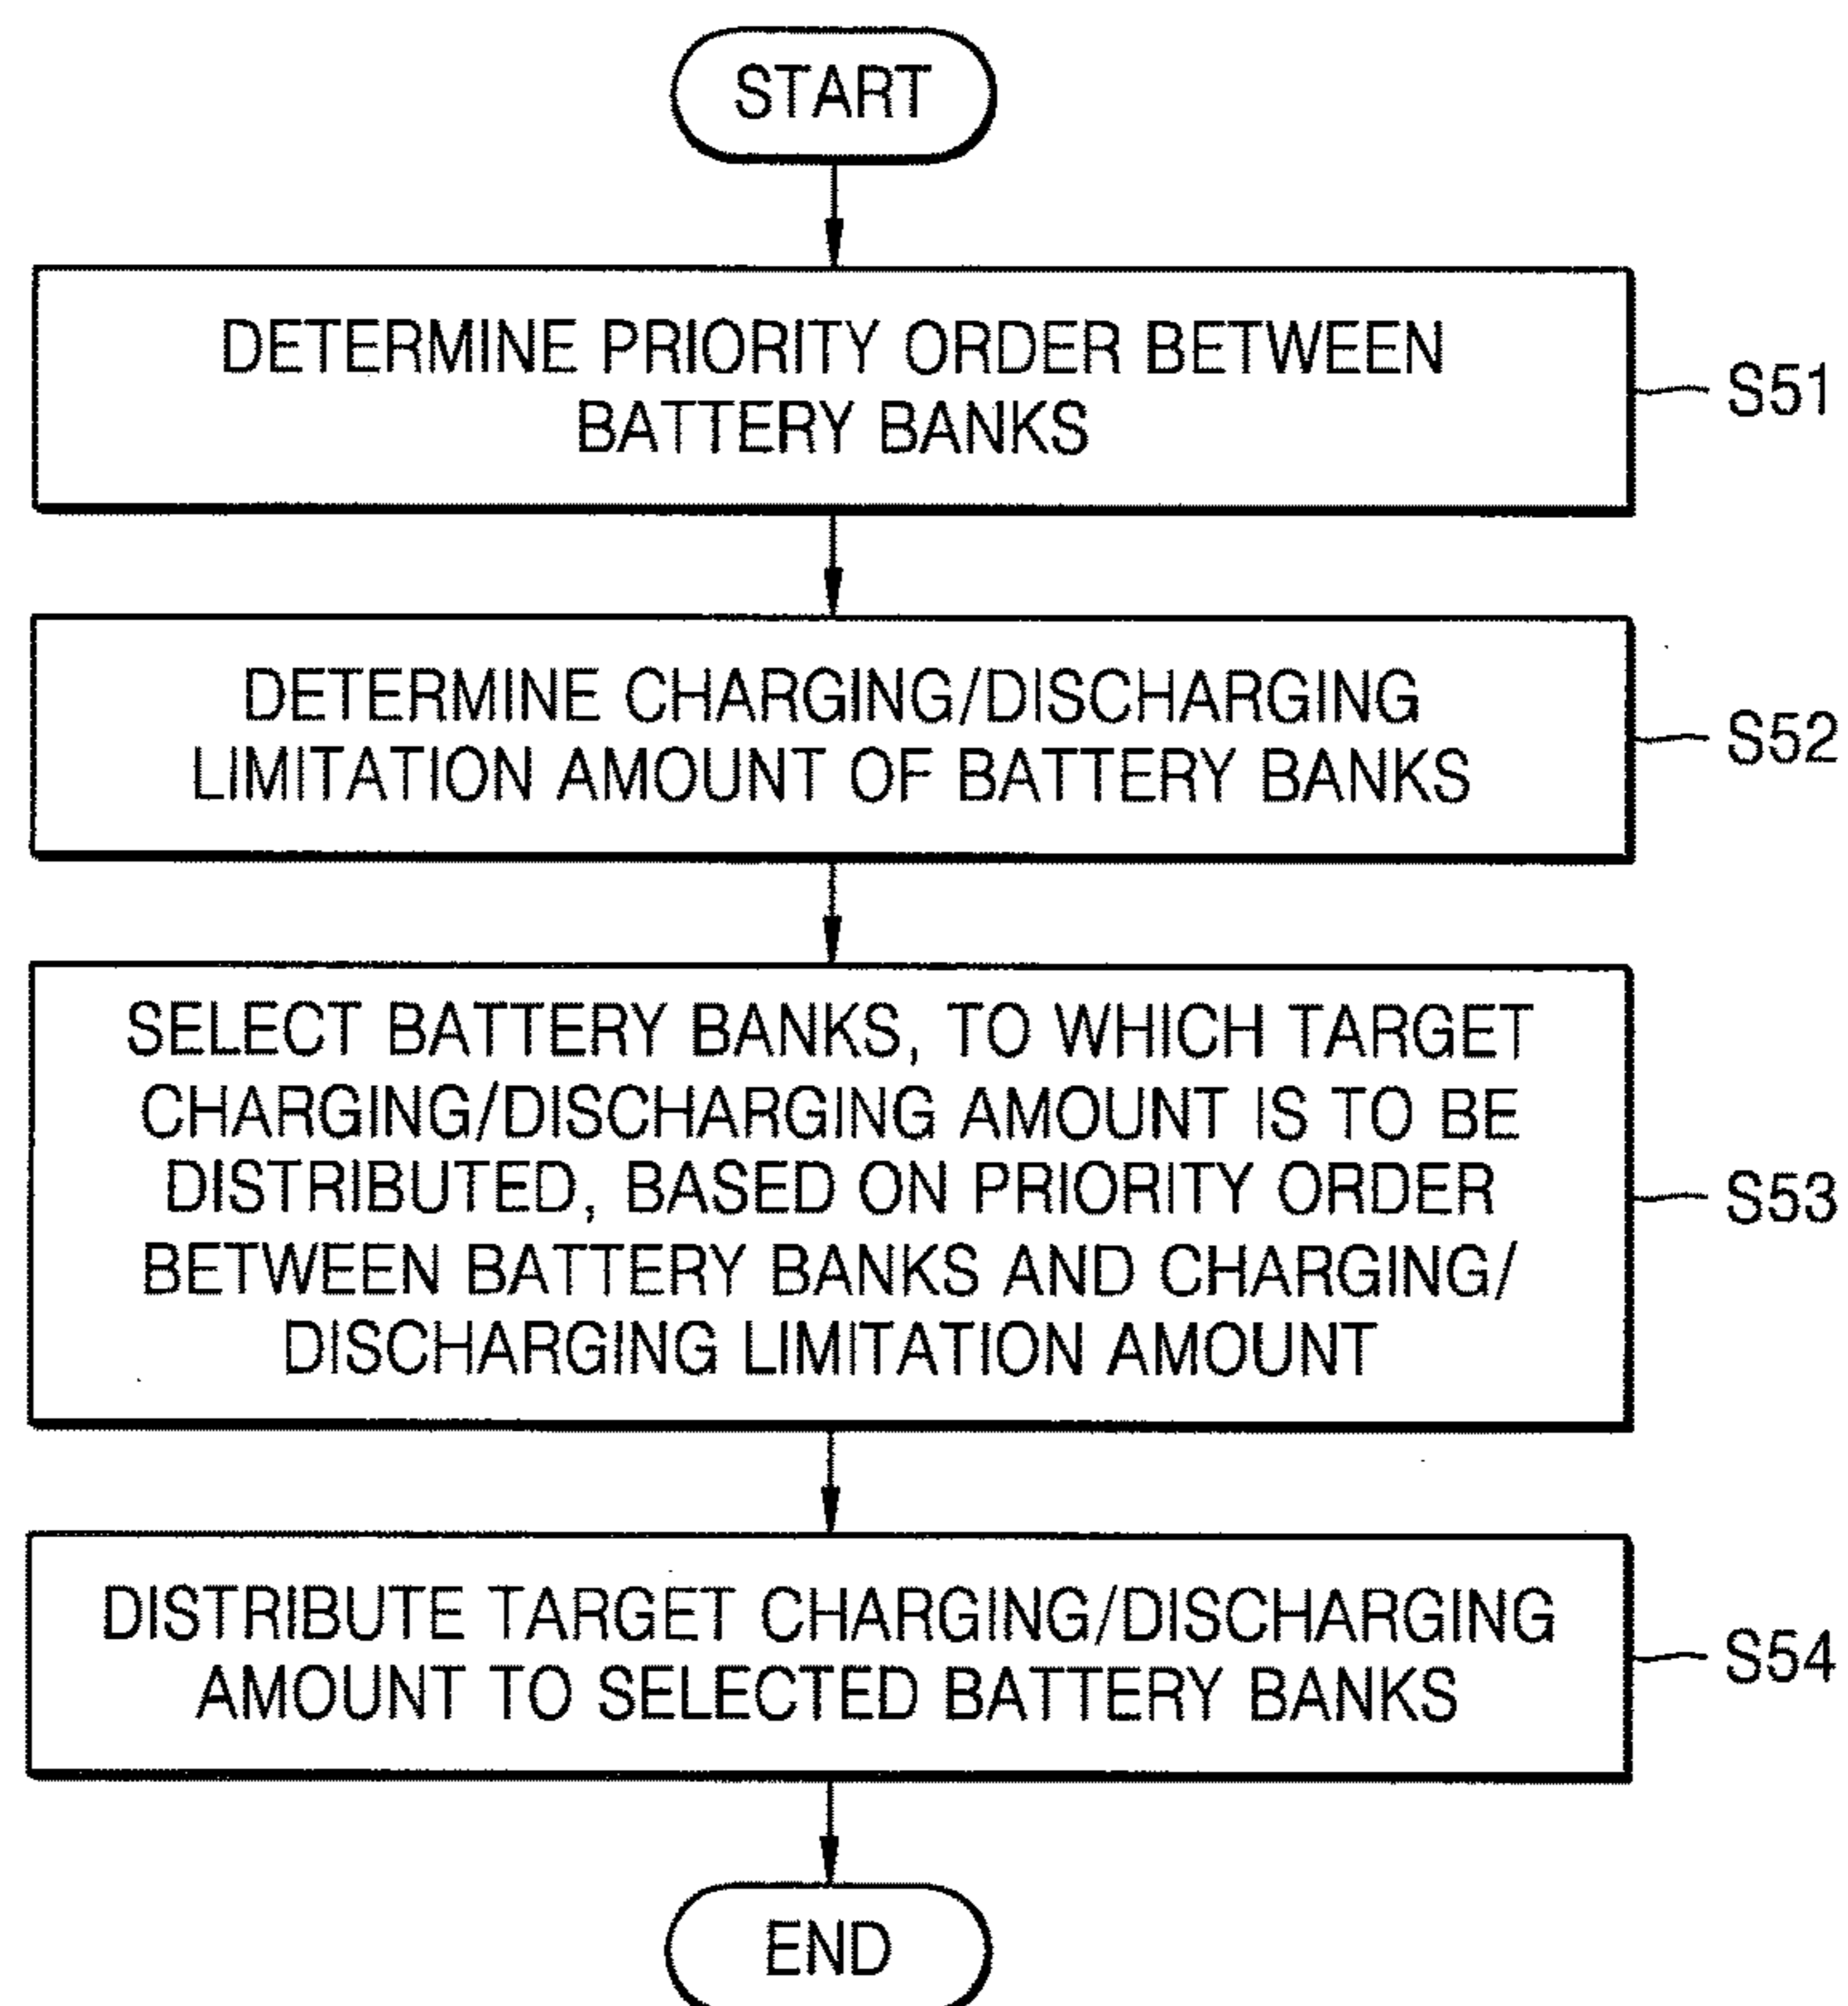 START
DETERMINE PRIORITY ORDER BETWEEN
BATTERY BANKS
S51
DETERMINE CHARGING/DISCHARGING
LIMITATION AMOUNT OF BATTERY BANKS
S52
SELECT BATTERY BANKS, TO WHICH TARGET
CHARGING/DISCHARGING AMOUNT IS TO BE
DISTRIBUTED, BASED ON PRIORITY ORDER
BETWEEN BATTERY BANKS AND CHARGING/
DISCHARGING LIMITATION AMOUNT
S53
DISTRIBUTE TARGET CHARGING/DISCHARGING
AMOUNT TO SELECTED BATTERY BANKS
S54
END